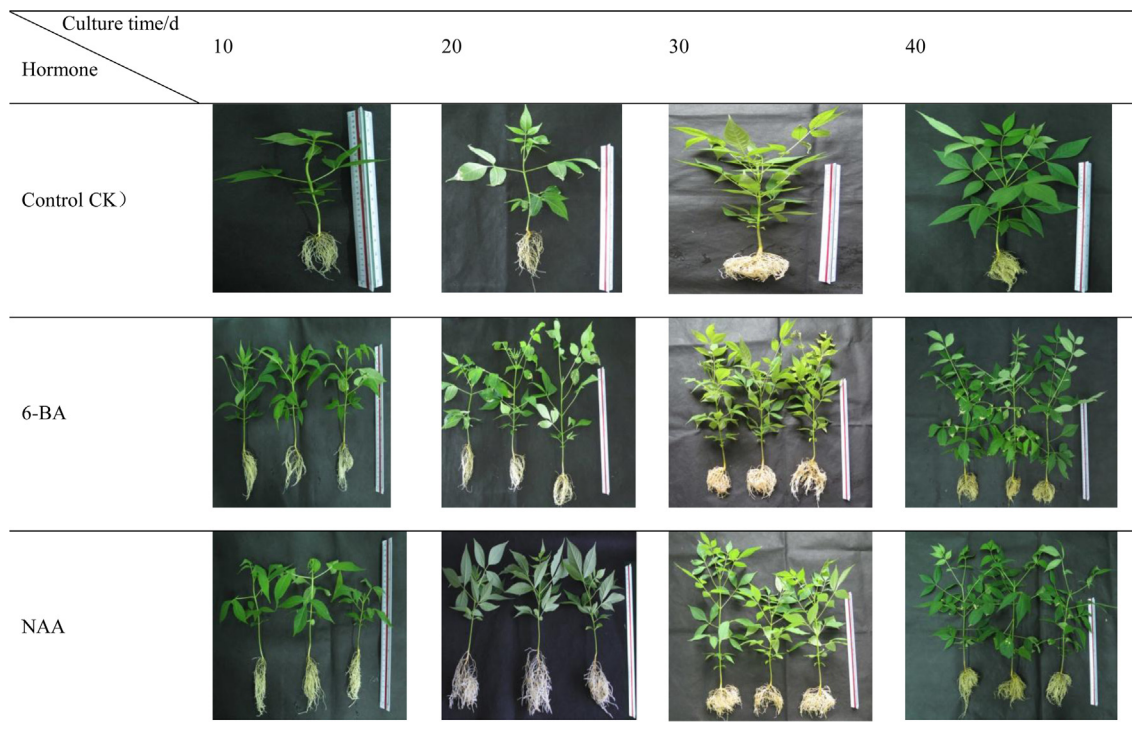 Culture time/d
Hormone
10
20
30
40
Control CK）
6-BA
NAA